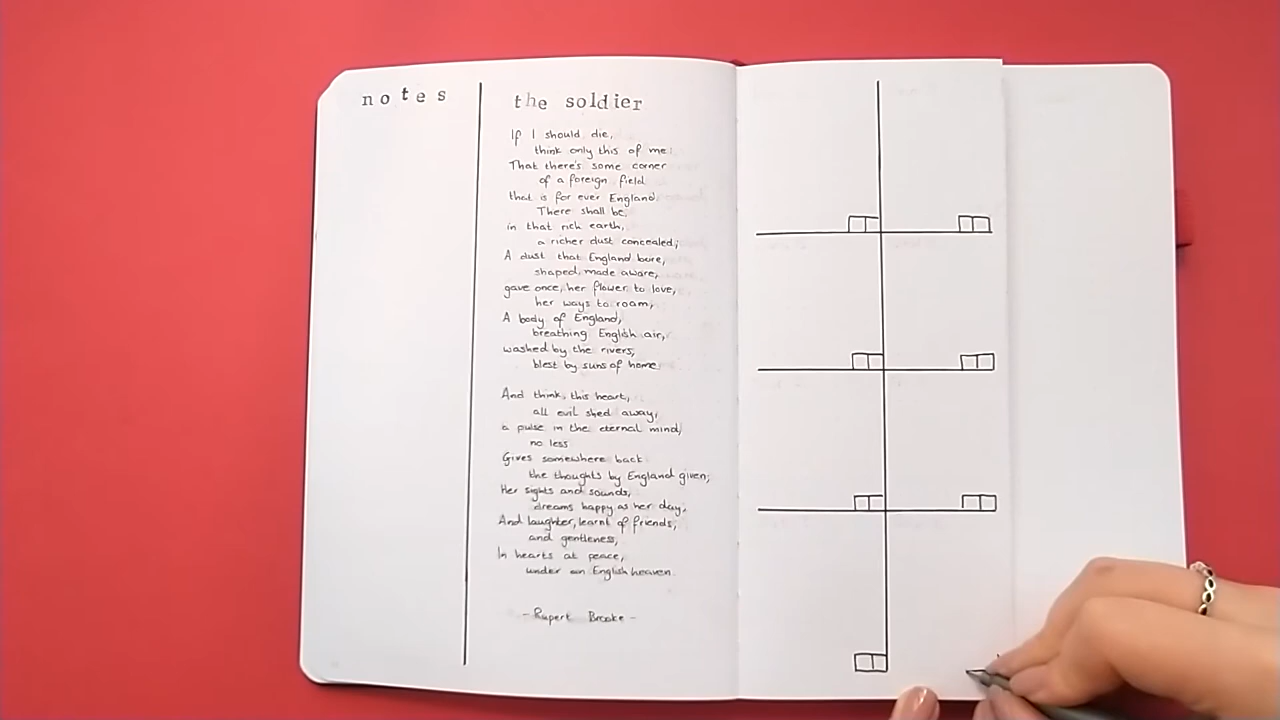 notes
the soldier
If I should die,
think only this of me:
That there's some corner
of a foreign field
that is for ever England.
There shall be,
in that rich earth,
a richer dust concealed;
A dust that England bore,
shaped, made aware,
gave once, her flower to love,
her ways to roam,
A body of England,
breathing English air,
washed by the rivers,
blest by suns of home.
And think, this heart,
all evil shed away,
a pulse in the eternal mind,
no less
Gives somewhere back
the thoughts by England given;
Her sights and sounds,
dreams happy as her day,
And laughter, learnt of friends,
and gentleness,
In hearts at peace,
under an English heaven.
- Rupert Brooke -